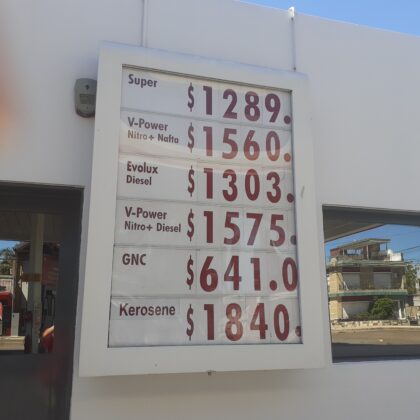 Super $1289.
V-Power $1560.
Nitro+ Nafta
Evolux $1303.
Diesel
V-Power $1575.
Nitro+ Diesel
GNC $641.0
Kerosene $1840.